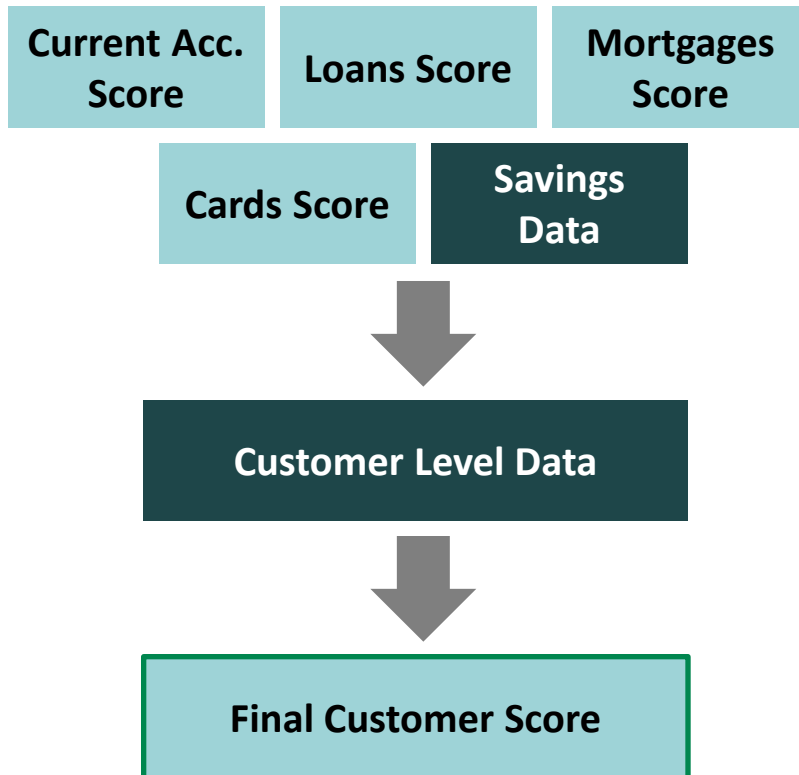 Current Acc.
Score
Loans Score
Mortgages
Score
Cards Score
Savings
Data
Customer Level Data
Final Customer Score